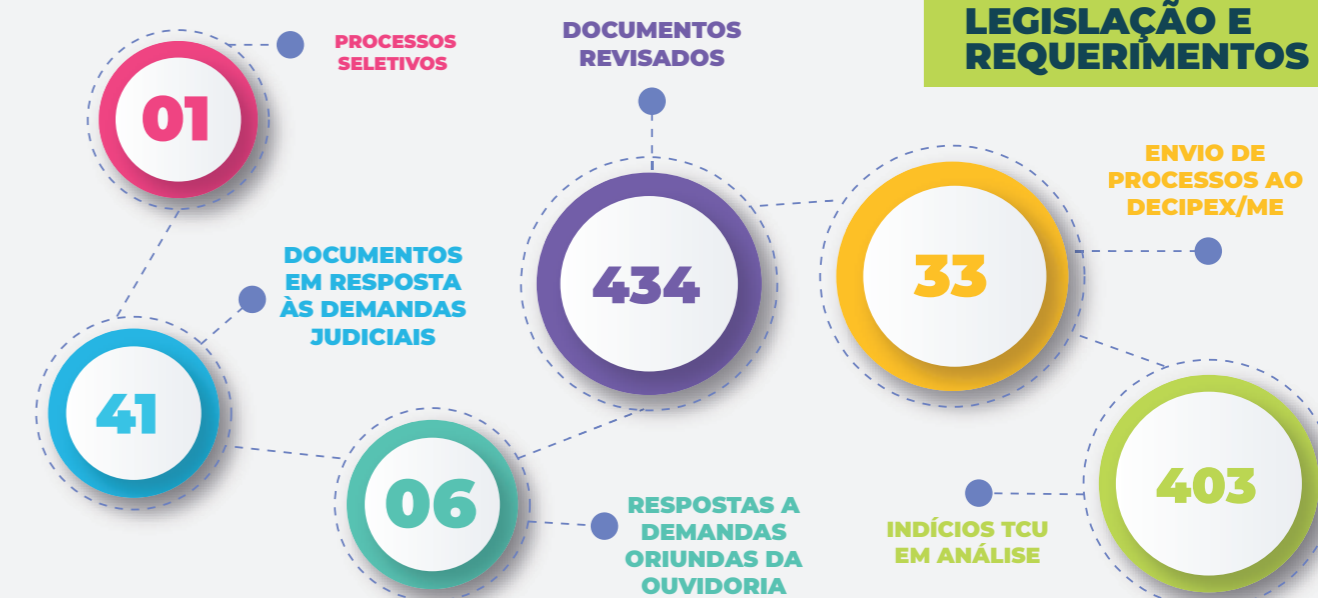 LEGISLAÇÃO E
REQUERIMENTOS
01
PROCESSOS
SELETIVOS
41
DOCUMENTOS
EM RESPOSTA
ÀS DEMANDAS
JUDICIAIS
06
RESPOSTAS A
DEMANDAS
ORIUNDAS DA
OUVIDORIA
434
DOCUMENTOS
REVISADOS
33
ENVIO DE
PROCESSOS AO
DECIPEX/ME
403
INDÍCIOS TCU
EM ANÁLISE